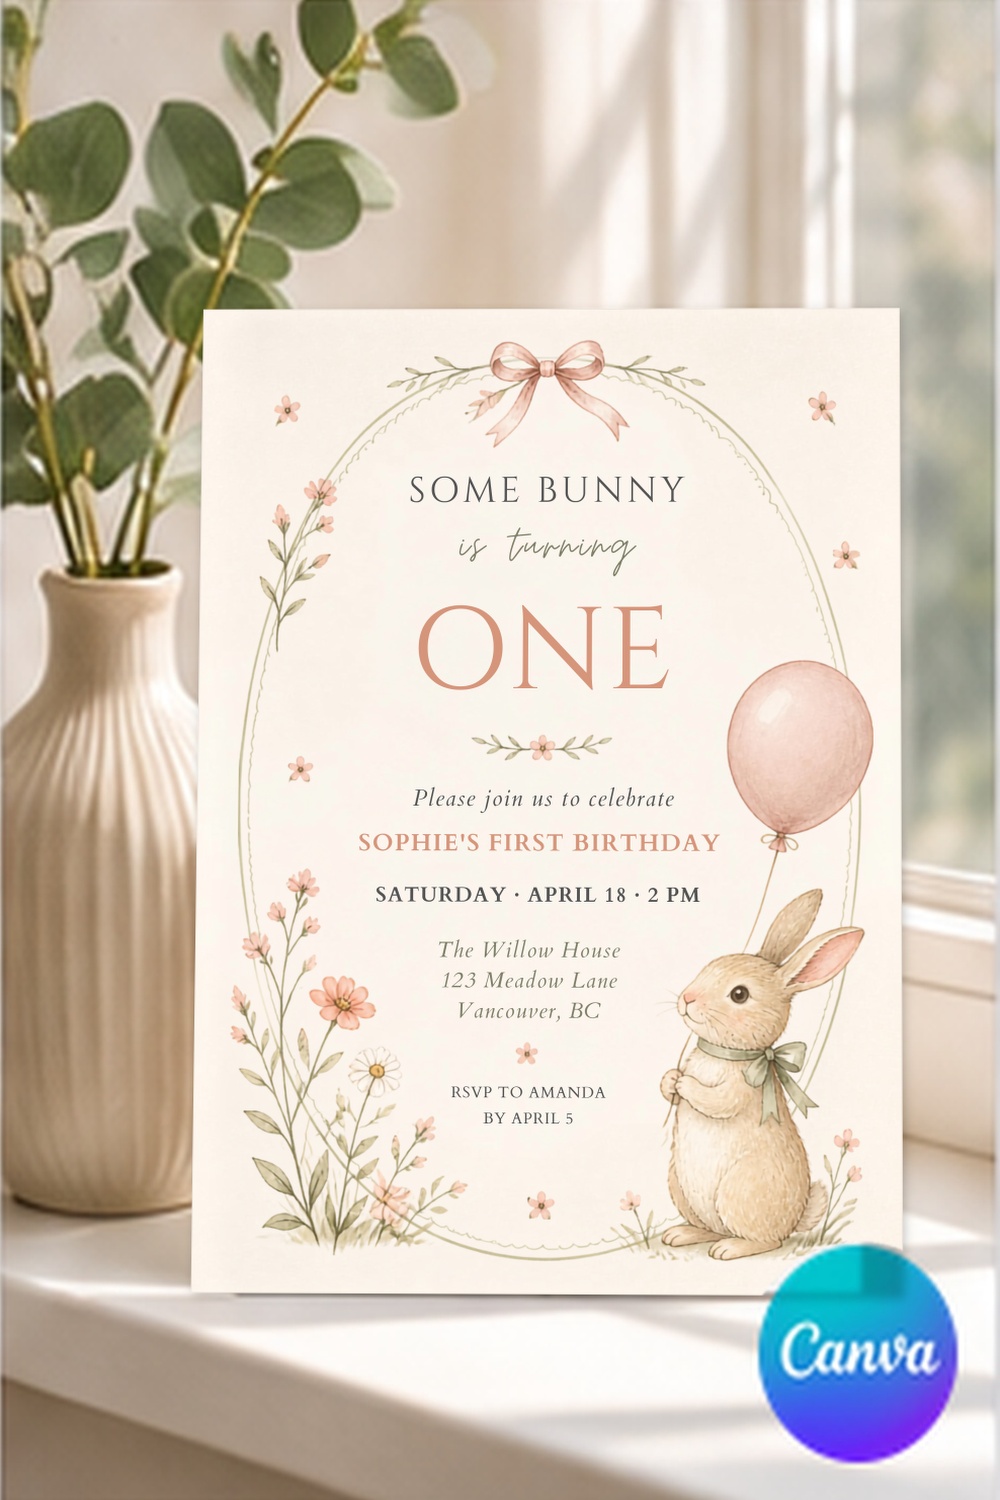 SOME BUNNY
is turning
ONE
Please join us to celebrate
SOPHIE'S FIRST BIRTHDAY
SATURDAY · APRIL 18 · 2 PM
The Willow House
123 Meadow Lane
Vancouver, BC
RSVP TO AMANDA
BY APRIL 5
Canva